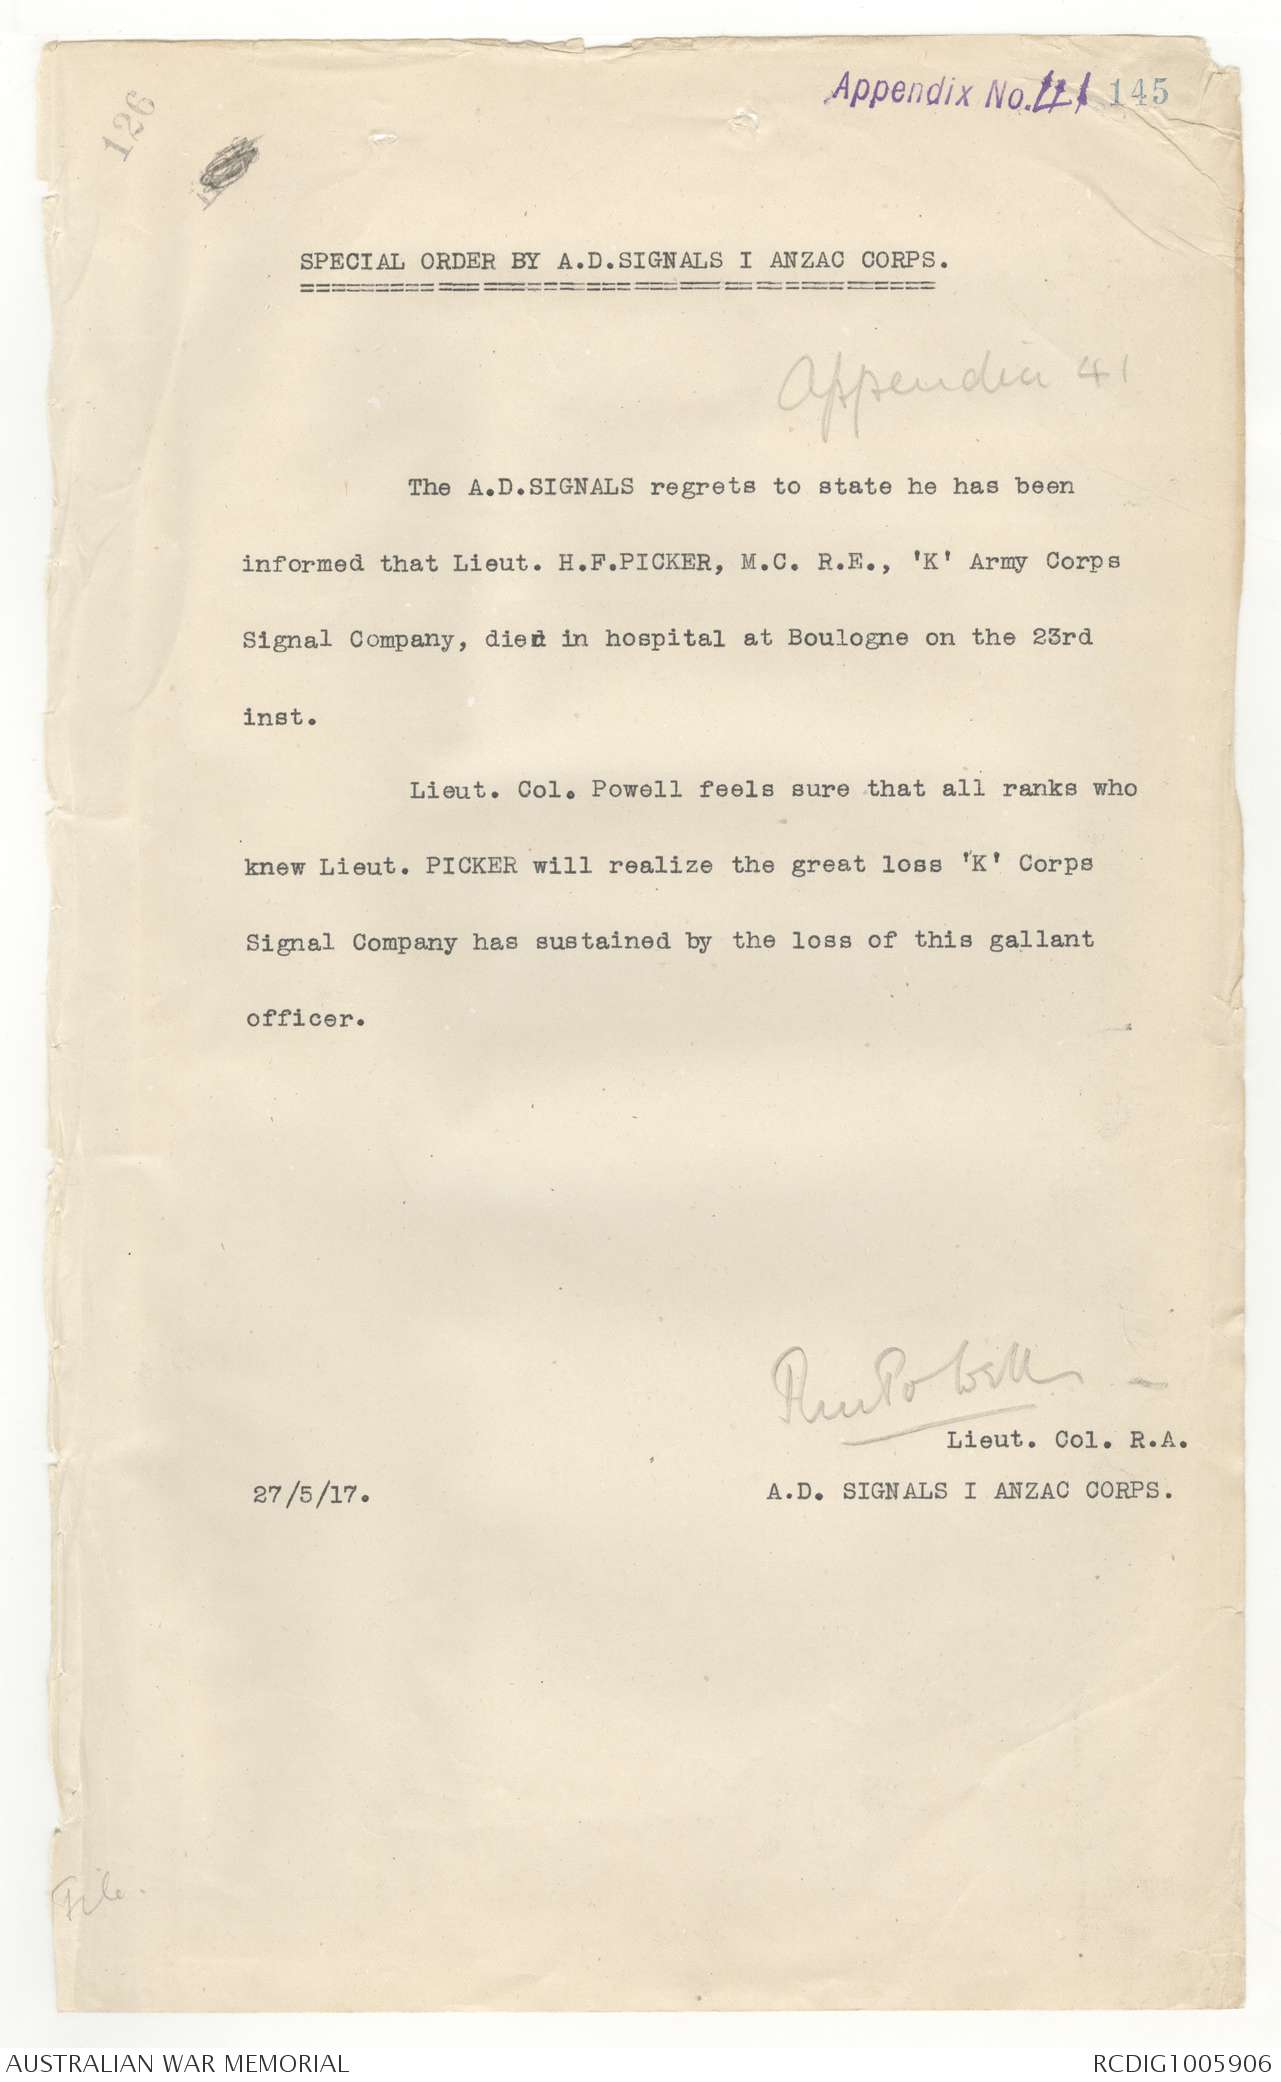 Appendix No. 41 145
126
SPECIAL ORDER BY A.D.SIGNALS I ANZAC CORPS.
Appendix 41
The A.D.SIGNALS regrets to state he has been
informed that Lieut. H.F.PICKER, M.C. R.E., 'K' Army Corps
Signal Company, died in hospital at Boulogne on the 23rd
inst.
Lieut. Col. Powell feels sure that all ranks who
knew Lieut. PICKER will realize the great loss 'K' Corps
Signal Company has sustained by the loss of this gallant
officer.
Powell
Lieut. Col. R.A.
27/5/17. A.D. SIGNALS I ANZAC CORPS.
File.
AUSTRALIAN WAR MEMORIAL RCDIG1005906